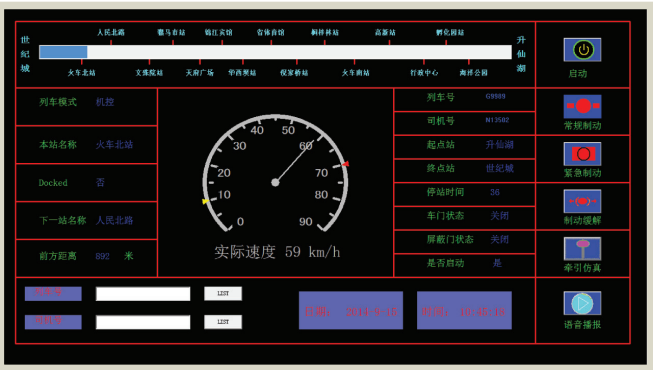 世纪城
人民北路
骡马市站
锦江宾馆
省体育馆
桐梓林站
高新站
孵化园站
升仙湖
火车北站
文殊院站
天府广场
华西坝站
倪家桥站
火车南站
行政中心
海洋公园
启动
列车模式 机控
本站名称 火车北站
Docked 否
下一站名称 人民北路
前方距离 892 米
0
10
20
30
40
50
60
70
80
90
实际速度 59 km/h
列车号 G9989
司机号 N13502
起点站 升仙湖
终点站 世纪城
停站时间 36
车门状态 关闭
屏蔽门状态 关闭
是否启动 是
常规制动
紧急制动
制动缓解
牵引仿真
语音播报
LIST
LIST